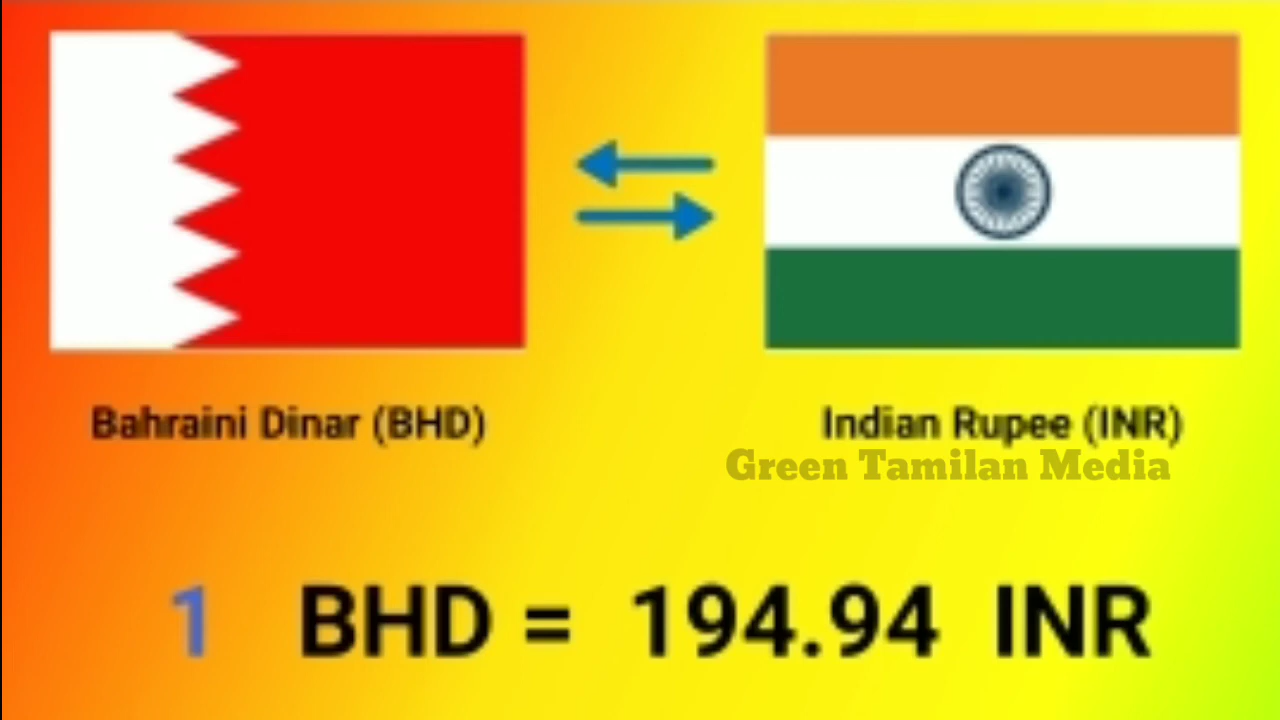 Bahraini Dinar (BHD)
Indian Rupee (INR)
Green Tamilan Media
1 BHD = 194.94 INR